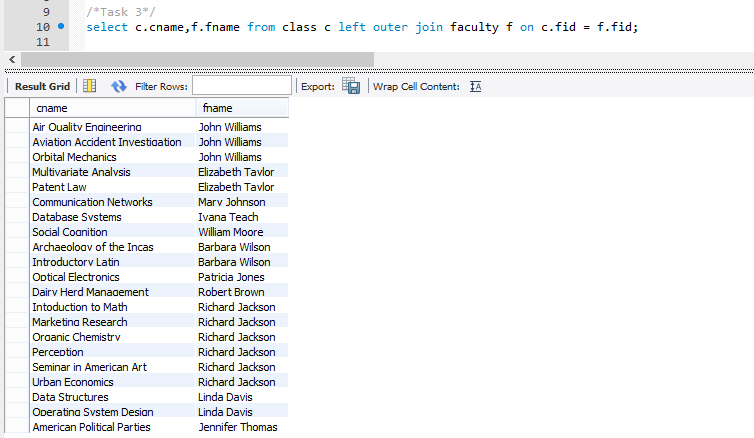 9 /*Task 3*/
10 select c.cname,f.fname from class c left outer join faculty f on c.fid = f.fid;
11
Result Grid Filter Rows: Export: Wrap Cell Content: IA
cname fname
Air Quality Engineering John Williams
Aviation Accident Investigation John Williams
Orbital Mechanics John Williams
Multivariate Analysis Elizabeth Taylor
Patent Law Elizabeth Taylor
Communication Networks Mary Johnson
Database Systems Ivana Teach
Social Cognition William Moore
Archaeology of the Incas Barbara Wilson
Introductory Latin Barbara Wilson
Optical Electronics Patricia Jones
Dairy Herd Management Robert Brown
Intoduction to Math Richard Jackson
Marketing Research Richard Jackson
Organic Chemistry Richard Jackson
Perception Richard Jackson
Seminar in American Art Richard Jackson
Urban Economics Richard Jackson
Data Structures Linda Davis
Operating System Design Linda Davis
American Political Parties Jennifer Thomas